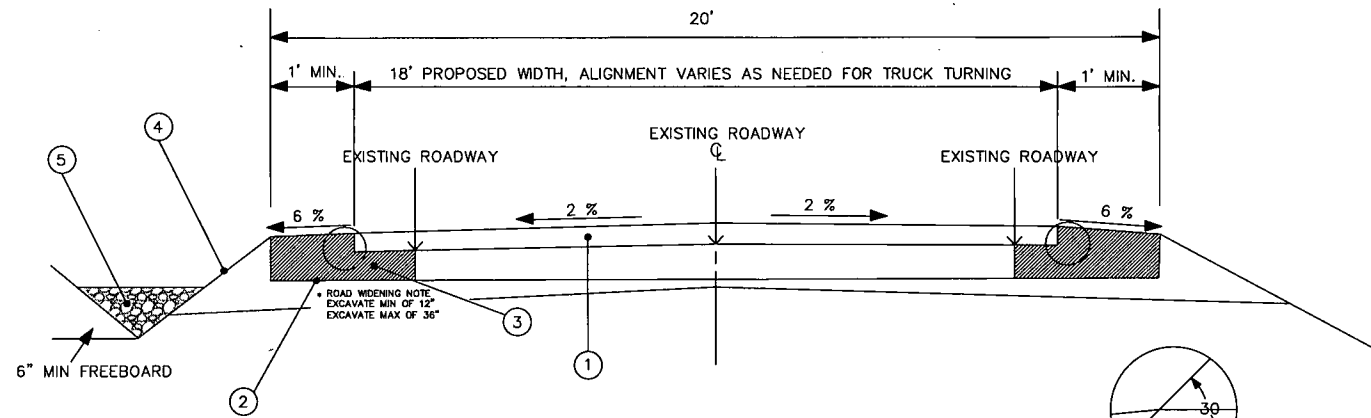 20'
1' MIN.
18' PROPOSED WIDTH, ALIGNMENT VARIES AS NEEDED FOR TRUCK TURNING
1' MIN.
4
5
EXISTING ROADWAY
EXISTING ROADWAY
℄
EXISTING ROADWAY
6 %
2 %
2 %
6 %
* ROAD WIDENING NOTE
EXCAVATE MIN OF 12"
EXCAVATE MAX OF 36"
3
1
6" MIN FREEBOARD
2
30